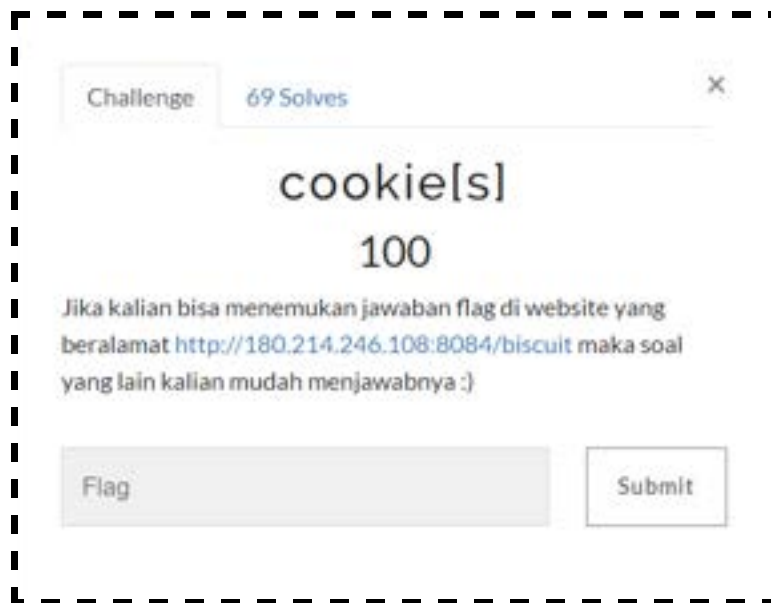 Challenge 69 Solves ×
cookie[s]
100
Jika kalian bisa menemukan jawaban flag di website yang
beralamat http://180.214.246.108:8084/biscuit maka soal
yang lain kalian mudah menjawabnya :)
Flag Submit